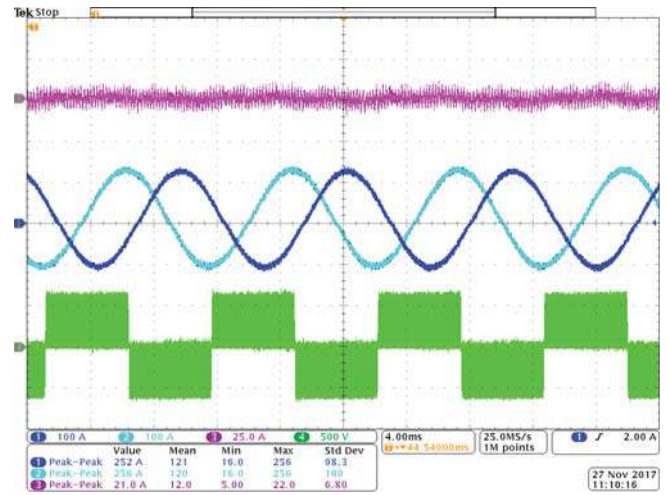 Tek Stop
1 100 A 2 100 A 3 25.0 A 4 500 V
4.00ms
25.0MS/s
1M points
1 2.00 A
Value Mean Min Max Std Dev
1 Peak-Peak 252 A 121 16.0 256 98.3
2 Peak-Peak 256 A 120 16.0 256 100
3 Peak-Peak 21.0 A 12.0 5.00 22.0 6.80
27 Nov 2017
11:10:16